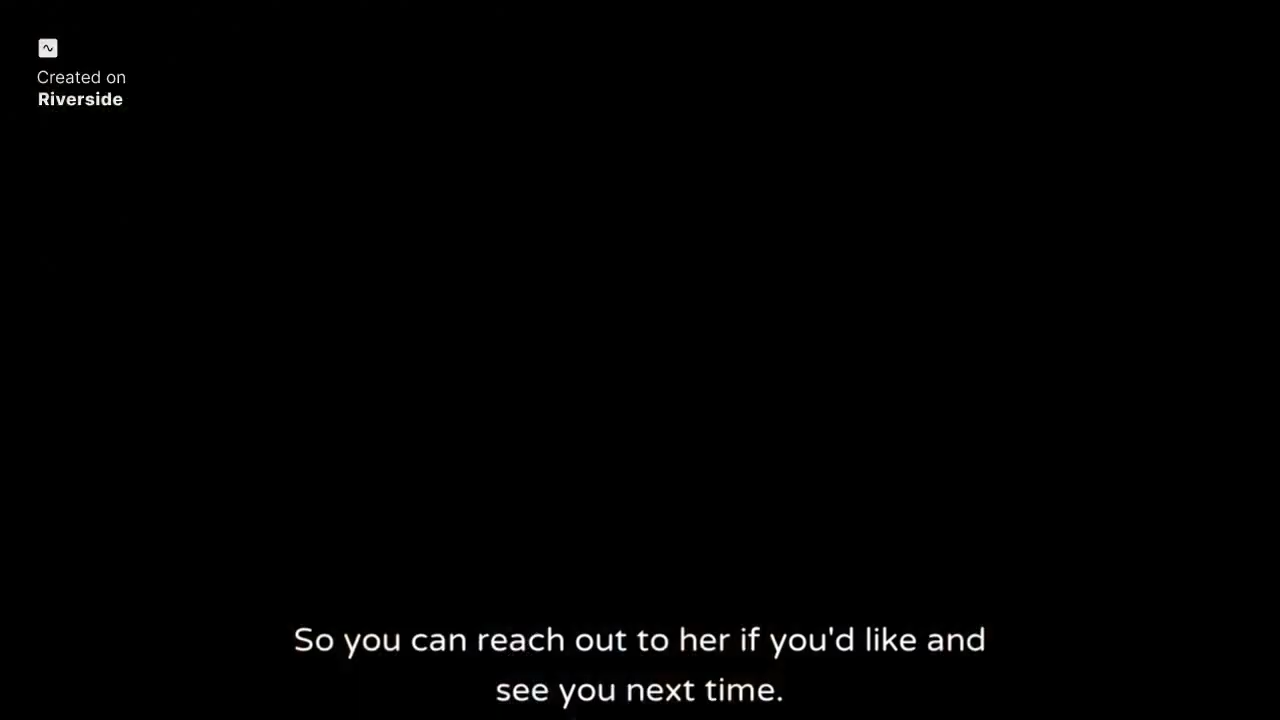 Created on
Riverside
So you can reach out to her if you'd like and
see you next time.